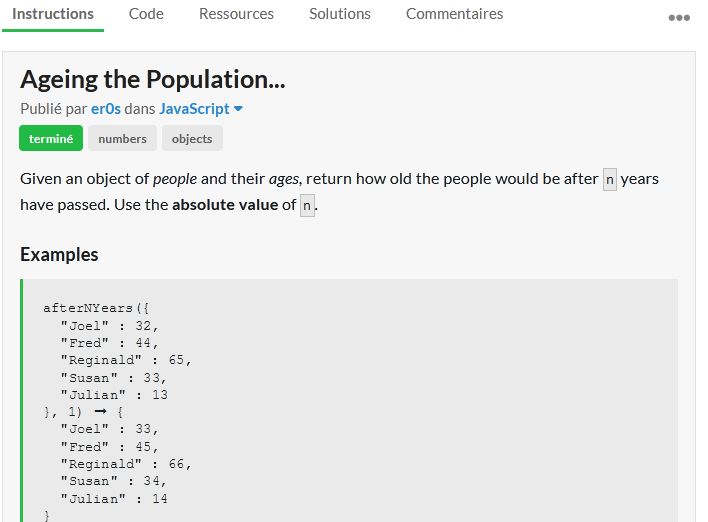 Instructions Code Ressources Solutions Commentaires
Ageing the Population...
Publié par er0s dans JavaScript
terminé numbers objects
Given an object of people and their ages, return how old the people would be after n years
have passed. Use the absolute value of n.
Examples
afterNYears({
"Joel" : 32,
"Fred" : 44,
"Reginald" : 65,
"Susan" : 33,
"Julian" : 13
}, 1) ➞ {
"Joel" : 33,
"Fred" : 45,
"Reginald" : 66,
"Susan" : 34,
"Julian" : 14
}